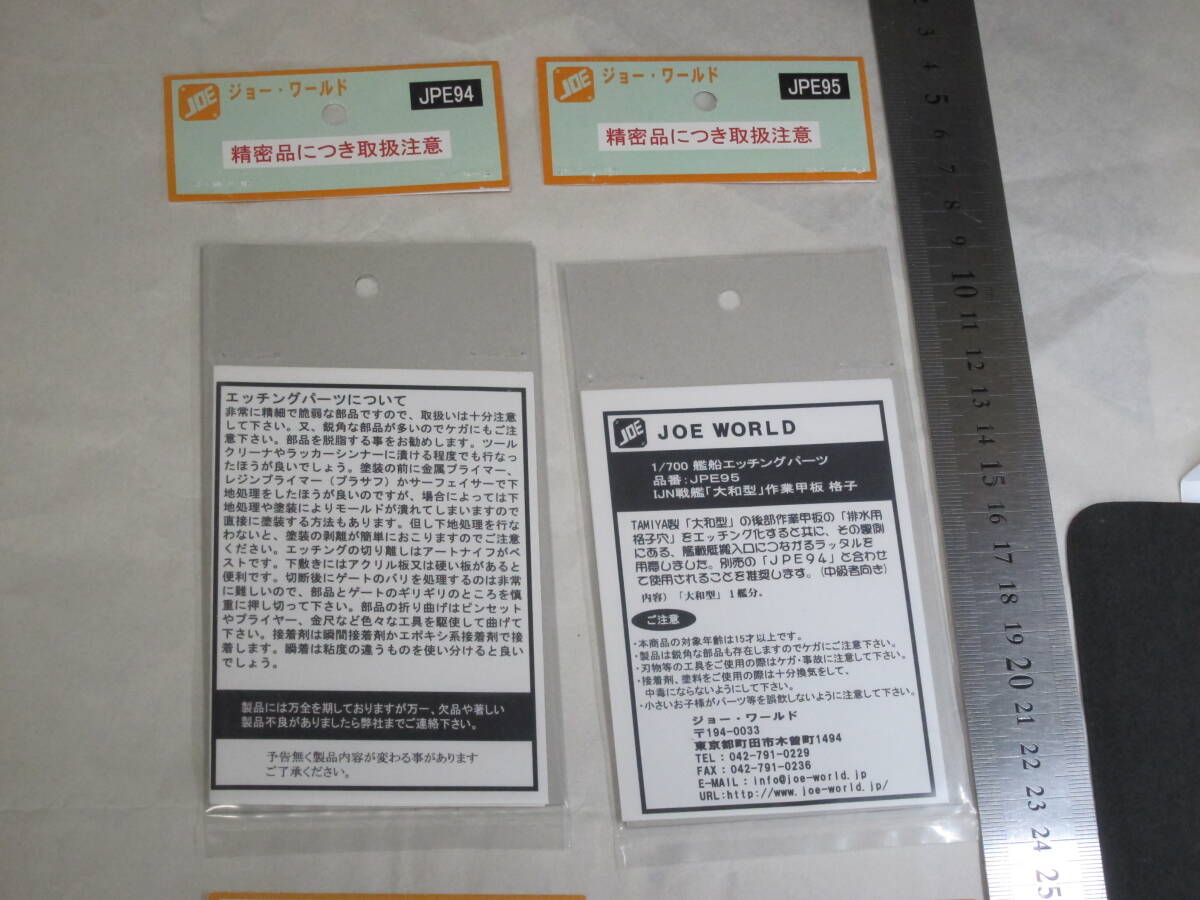 JOE
ジョー・ワールド
JPE94
精密品につき取扱注意
JOE
ジョー・ワールド
JPE95
精密品につき取扱注意
エッチングパーツについて
非常に精細で脆弱な部品ですので、取扱いは十分注意
して下さい。又、鋭角な部品が多いのでケガにもご注
意下さい。部品を脱脂する事をお勧めします。ツール
クリーナやラッカーシンナーに漬ける程度でも行なっ
たほうが良いでしょう。塗装の前に金属プライマー、
レジンプライマー(プラサフ)かサーフェイサーで下
地処理をしたほうが良いのですが、場合によっては下
地処理や塗装によりモールドが潰れてしまいますので
直接に塗装する方法もあります。但し下地処理を行な
わないと、塗装の剥離が簡単におこりますのでご注意
ください。エッチングの切り離しはアートナイフがベ
ストです。下敷きにはアクリル板又は硬い板があると
便利です。切断後にゲートのバリを処理するのは非常
に難しいので、部品とゲートのギリギリのところを慎
重に押し切って下さい。部品の折り曲げはピンセット
やプライヤー、金尺など色々な工具を駆使して曲げて
下さい。接着剤は瞬間接着剤かエポキシ系接着剤で接
着します。瞬着は粘度の違うものを使い分けると良い
でしょう。
製品には万全を期しておりますが万一、欠品や著しい
製品不良がありましたら弊社までご連絡下さい。
予告無く製品内容が変わる事があります
ご了承ください。
JOE
JOE WORLD
1/700 艦船エッチングパーツ
品番:JPE95
IJN戦艦「大和型」作業甲板 格子
TAMIYA製「大和型」の後部作業甲板の「排水用
格子穴」をエッチング化すると共に、その裏側
にある、艦載艇搬入口につながるラッタルを
用意しました。別売の「JPE94」と合わせ
て使用されることを推奨します。(中級者向き)
内容) 「大和型」1艦分。
ご注意
・本商品の対象年齢は15才以上です。
・製品は鋭角な部品も存在しますのでケガにご注意下さい。
・刃物等の工具をご使用の際はケガ・事故に注意して下さい。
・接着剤、塗料をご使用の際は十分換気をして、
中毒にならないようにして下さい。
・小さいお子様がパーツ等を誤飲しないように注意して下さい。
ジョー・ワールド
〒194-0033
東京都町田市木曽町1494
TEL:042-791-0229
FAX:042-791-0236
E-MAIL:info@joe-world.jp
URL:http://www.joe-world.jp/
2
3
4
5
6
7
8
9
10
11
12
13
14
15
16
17
18
19
20
21
22
23
24
25